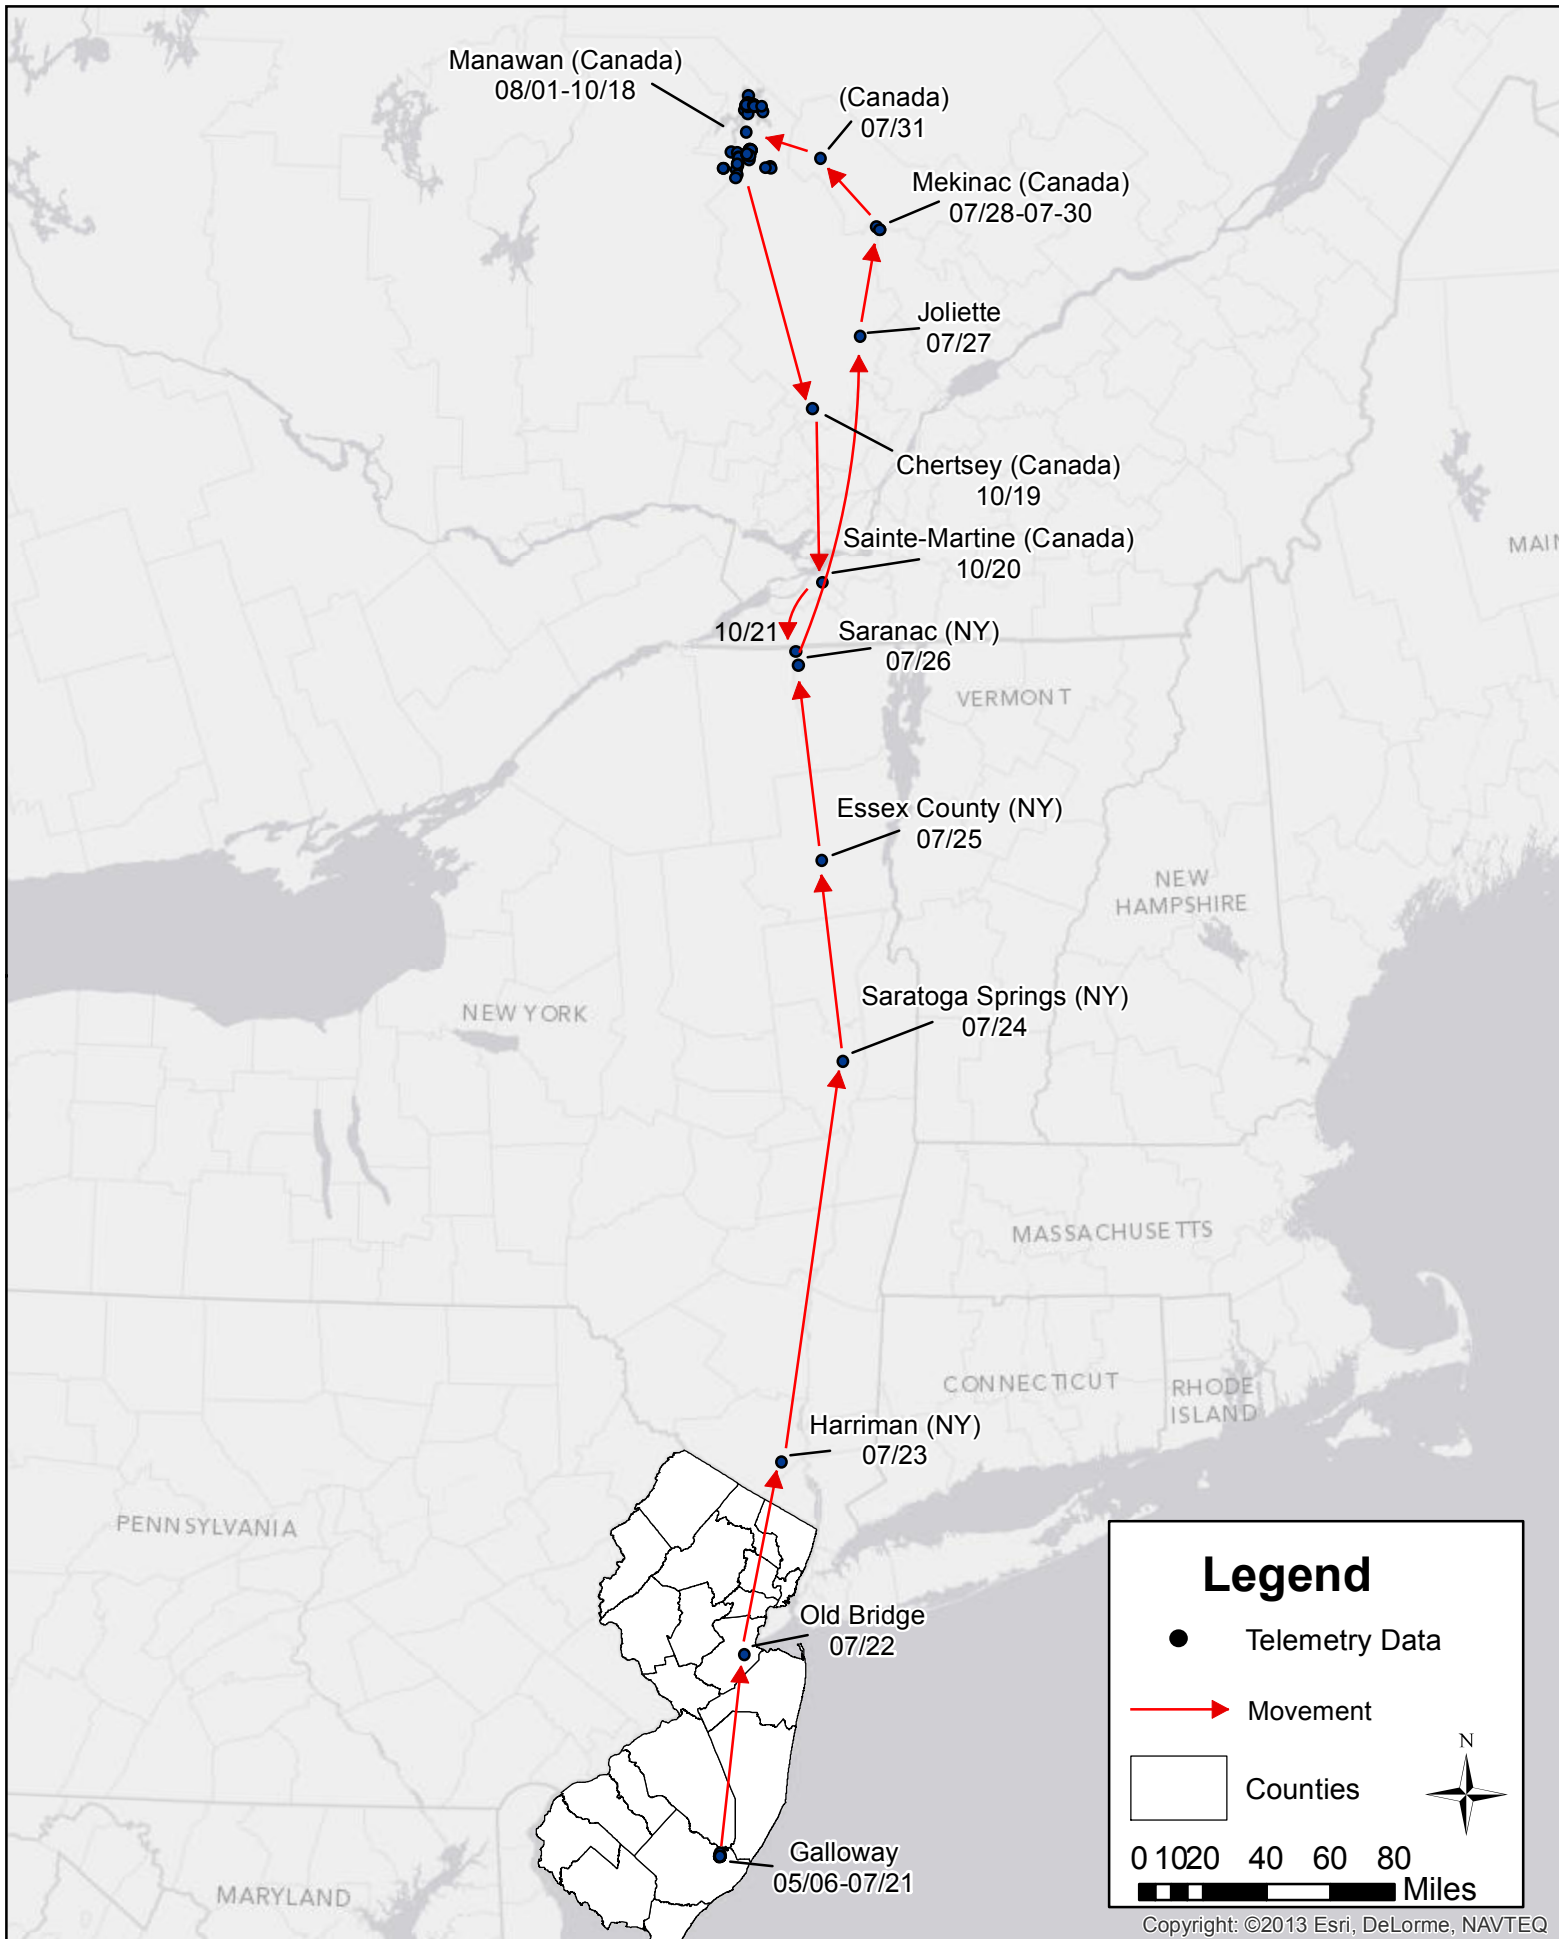 Manawan (Canada)
08/01-10/18
(Canada)
07/31
Mekinac (Canada)
07/28-07-30
Joliette
07/27
Chertsey (Canada)
10/19
Sainte-Martine (Canada)
10/20
MAIN
10/21
Saranac (NY)
07/26
VERMONT
Essex County (NY)
07/25
NEW
HAMPSHIRE
Saratoga Springs (NY)
07/24
NEW YORK
MASSACHUSETTS
CONNECTICUT
RHODE
ISLAND
Harriman (NY)
07/23
PENNSYLVANIA
Old Bridge
07/22
Galloway
05/06-07/21
MARYLAND
Legend
Telemetry Data
Movement
N
Counties
0 10 20 40 60 80
Miles
Copyright: ©2013 Esri, DeLorme, NAVTEQ